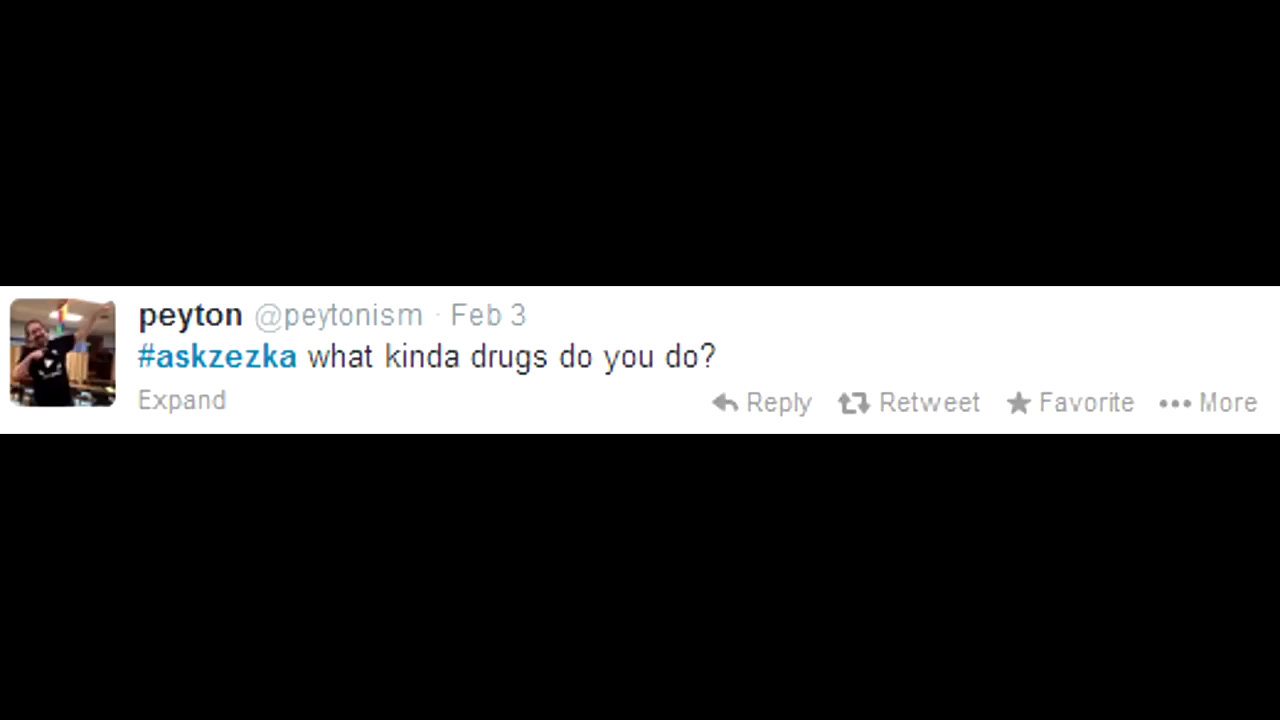 peyton @peytonism · Feb 3
#askzezka what kinda drugs do you do?
Expand Reply Retweet Favorite More